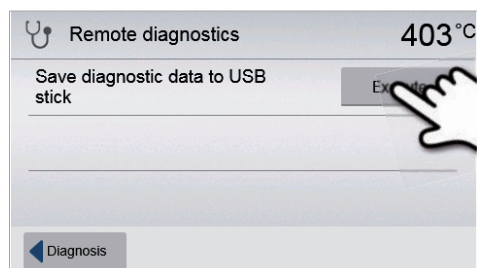 Remote diagnostics 403°C
Save diagnostic data to USB
stick
Diagnosis